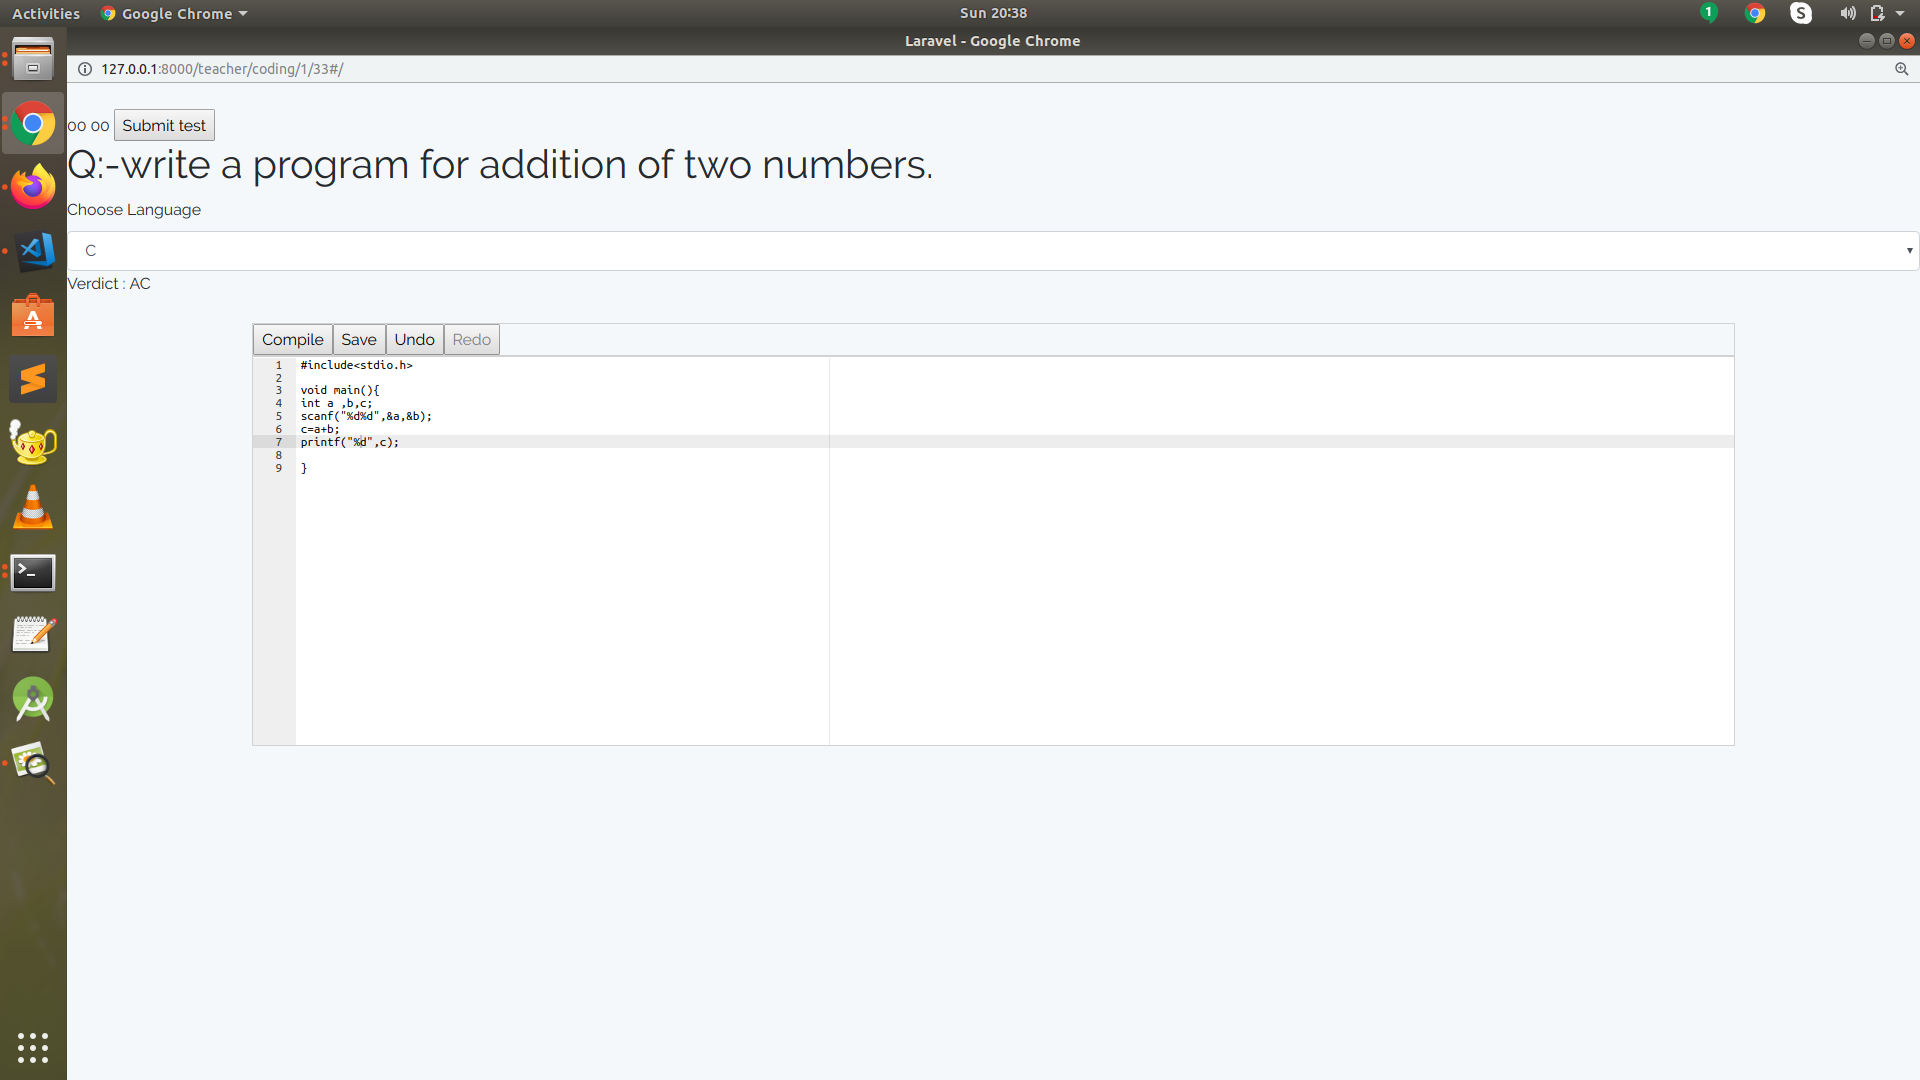 Activities Google Chrome Sun 20:38 1 S
Laravel - Google Chrome
127.0.0.1:8000/teacher/coding/1/33#/
00 00 Submit test
Q:-write a program for addition of two numbers.
Choose Language
C
Verdict : AC
Compile Save Undo Redo
1 #include<stdio.h>
2
3 void main(){
4 int a ,b,c;
5 scanf("%d%d",&a,&b);
6 c=a+b;
7 printf("%d",c);
8
9 }